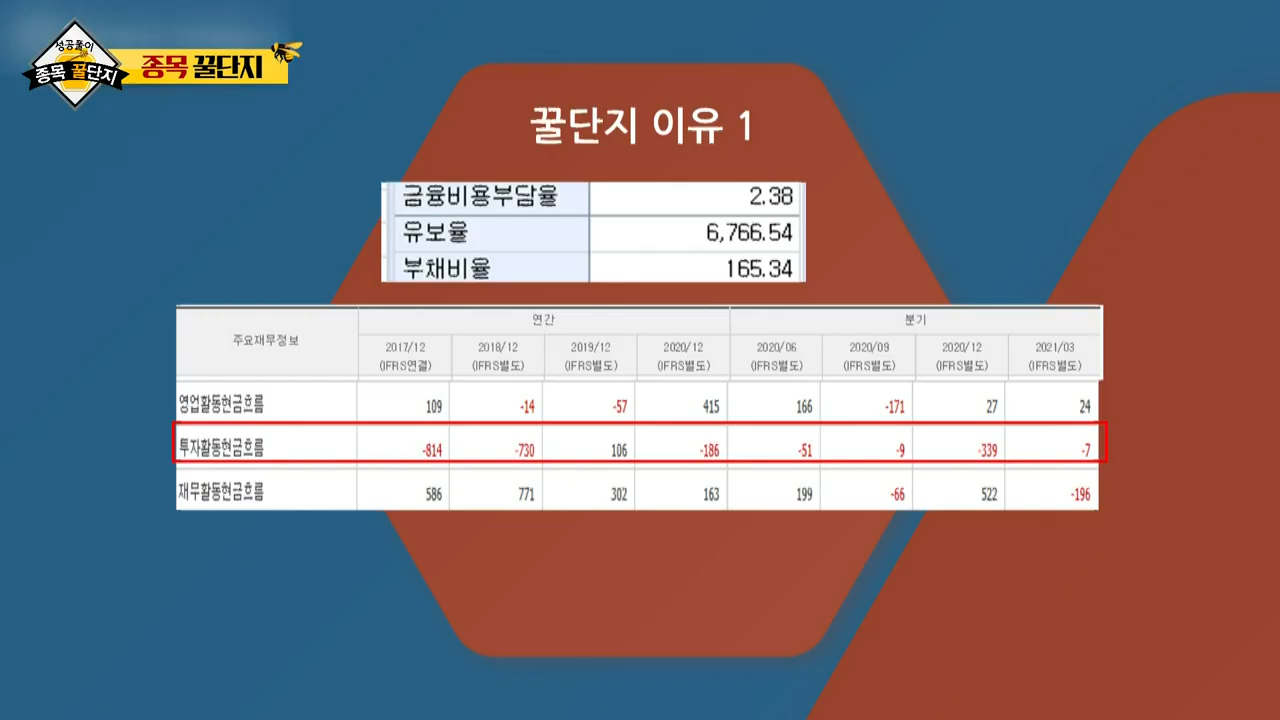 성공풀이
종목 꿀단지
종목 꿀단지
꿀단지 이유 1
금융비용부담율 2.38
유보율 6,766.54
부채비율 165.34
주요재무정보 연간 분기
2017/12 2018/12 2019/12 2020/12 2020/06 2020/09 2020/12 2021/03
(IFRS연결) (IFRS별도) (IFRS별도) (IFRS별도) (IFRS별도) (IFRS별도) (IFRS별도) (IFRS별도)
영업활동현금흐름 109 -14 -57 415 166 -171 27 24
투자활동현금흐름 -814 -730 106 -186 -51 -9 -339 -7
재무활동현금흐름 586 771 302 163 199 -66 522 -196